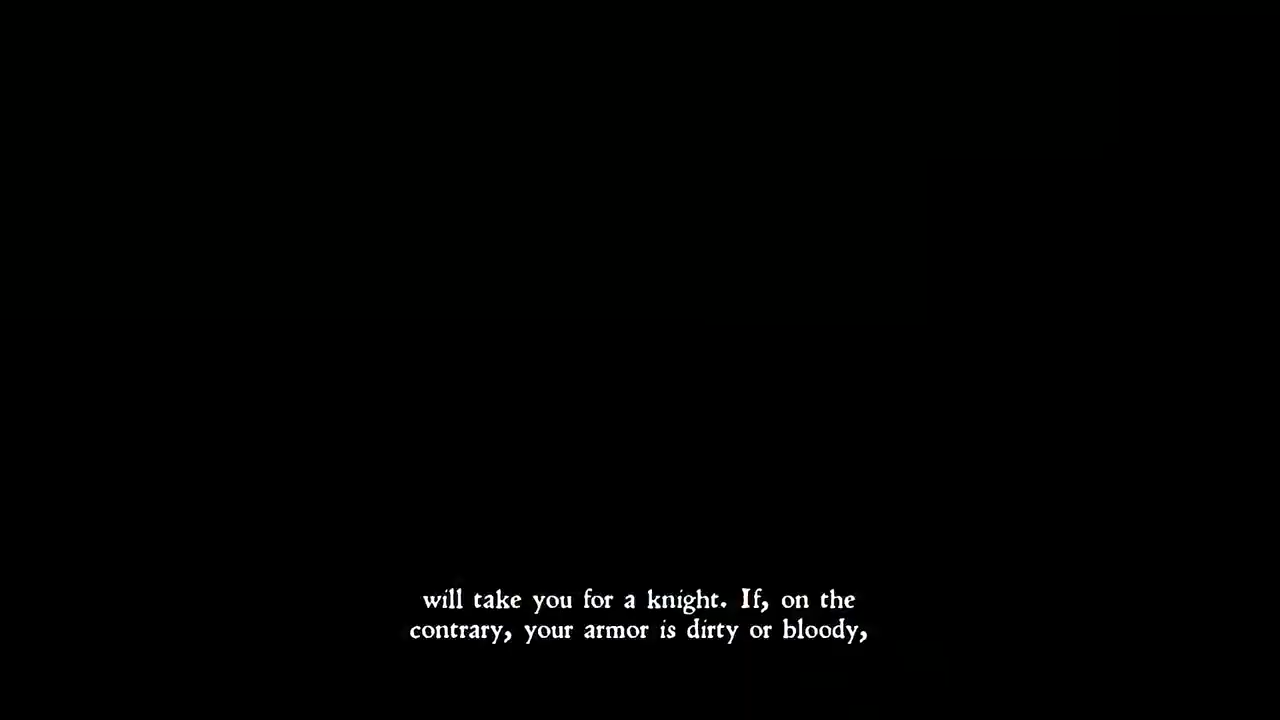 will take you for a knight. If, on the
contrary, your armor is dirty or bloody,